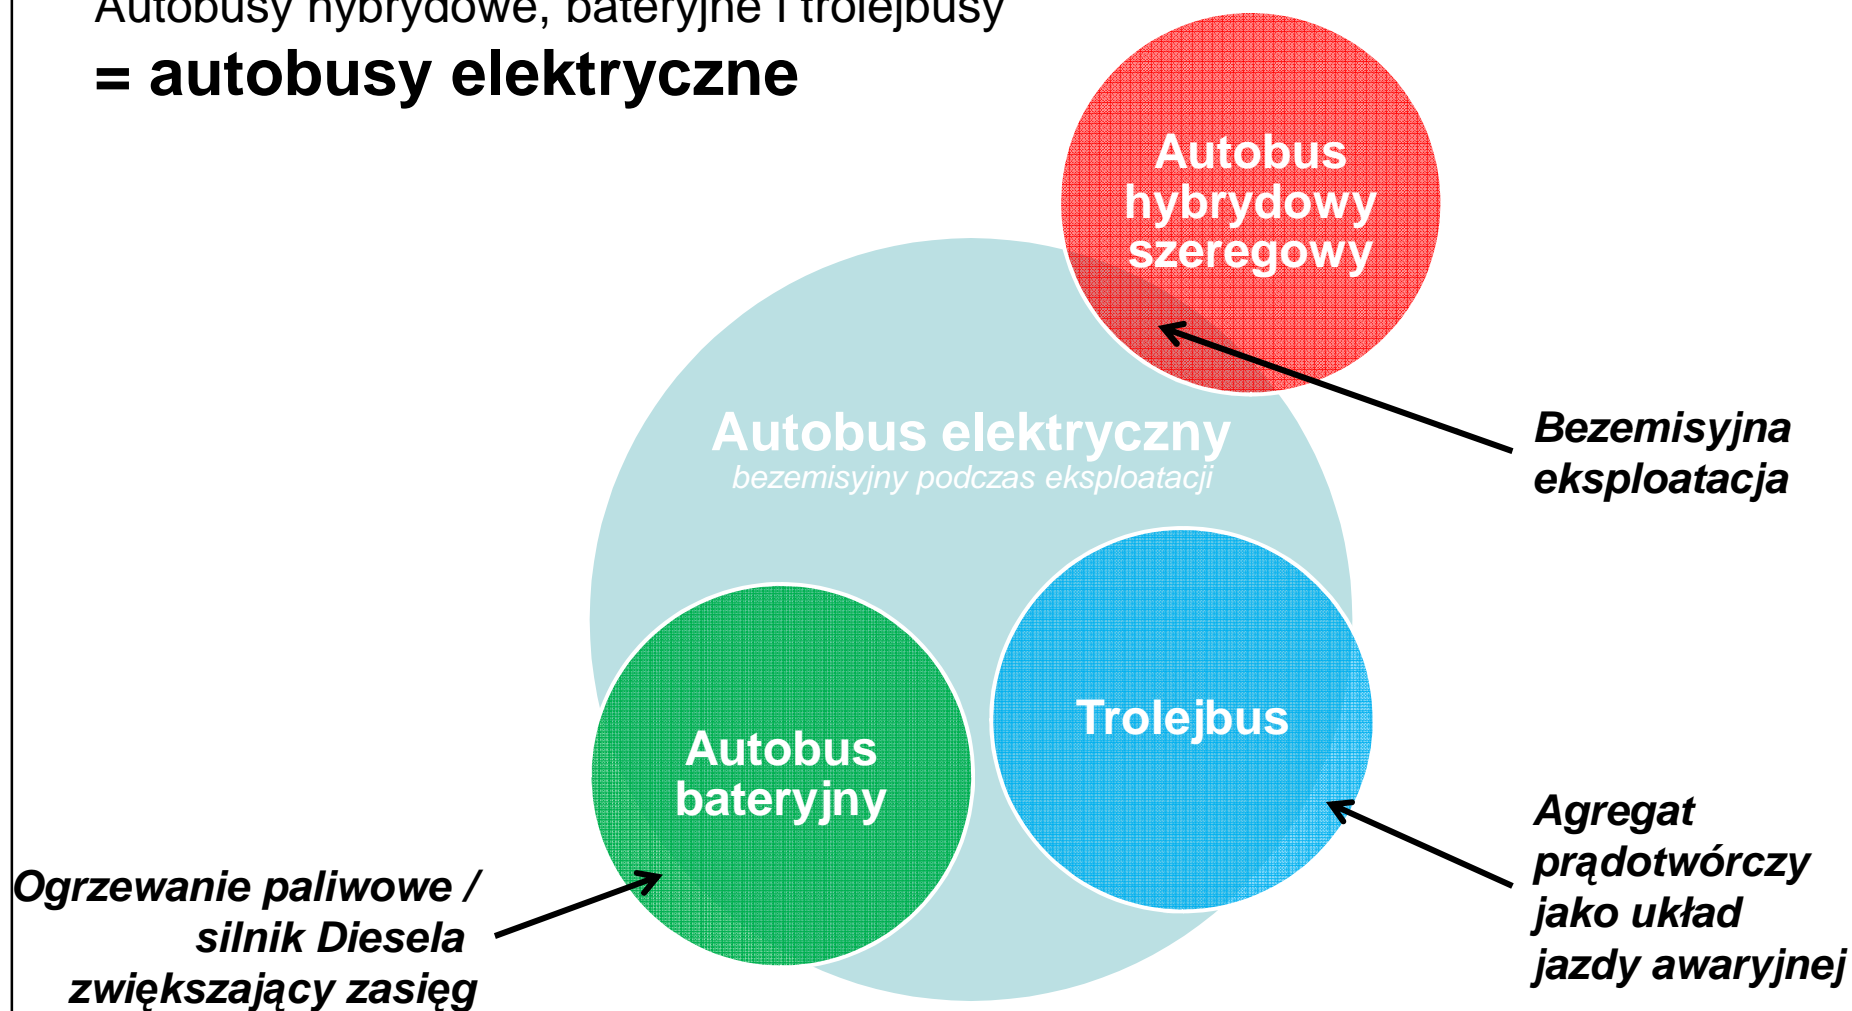 Autobusy hybrydowe, bateryjne i trolejbusy
= autobusy elektryczne
Autobus
hybrydowy
szeregowy
Autobus elektryczny
bezemisyjny podczas eksploatacji
Bezemisyjna
eksploatacja
Trolejbus
Autobus
bateryjny
Agregat
prądotwórczy
jako układ
jazdy awaryjnej
Ogrzewanie paliwowe /
silnik Diesela
zwiększający zasięg